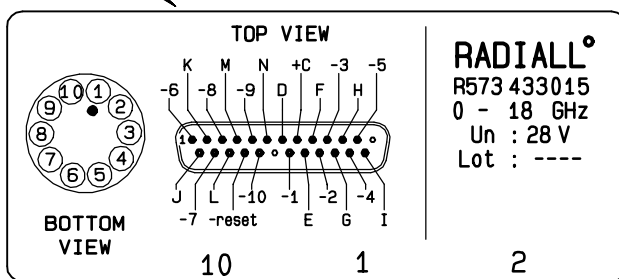 TOP VIEW
K M N +C -3 -5
-6 -8 -9 D F H
1
J L -10 -1 -2 -4
-7 -reset E G I
10 1 2 3 4 5 6 7 8 9
BOTTOM
VIEW
10 1 2
RADIALL°
R573 433015
0 - 18 GHz
Un : 28 V
Lot : ----